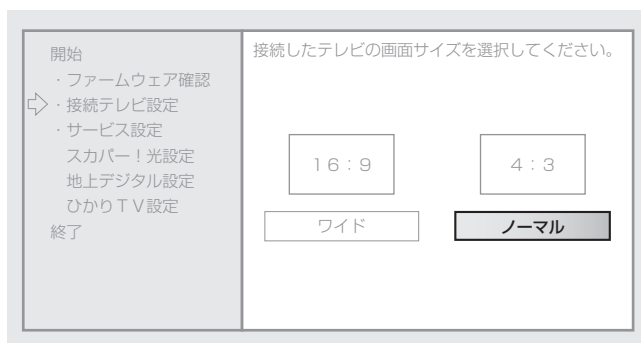 開始
・ファームウェア確認
・接続テレビ設定
・サービス設定
スカパー！光設定
地上デジタル設定
ひかりＴＶ設定
終了
接続したテレビの画面サイズを選択してください。
１６：９
４：３
ワイド
ノーマル